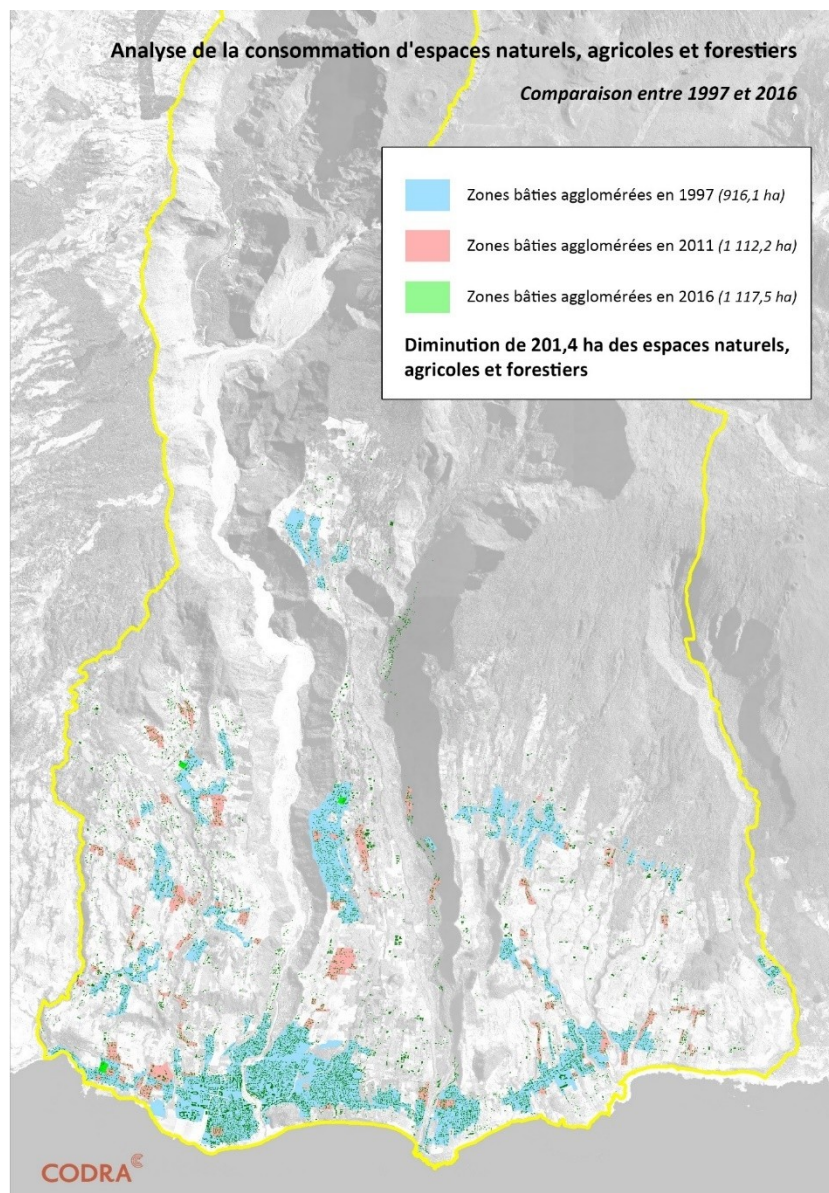 Analyse de la consommation d'espaces naturels, agricoles et forestiers
Comparaison entre 1997 et 2016
Zones bâties agglomérées en 1997 (916,1 ha)
Zones bâties agglomérées en 2011 (1 112,2 ha)
Zones bâties agglomérées en 2016 (1 117,5 ha)
Diminution de 201,4 ha des espaces naturels,
agricoles et forestiers
CODRA